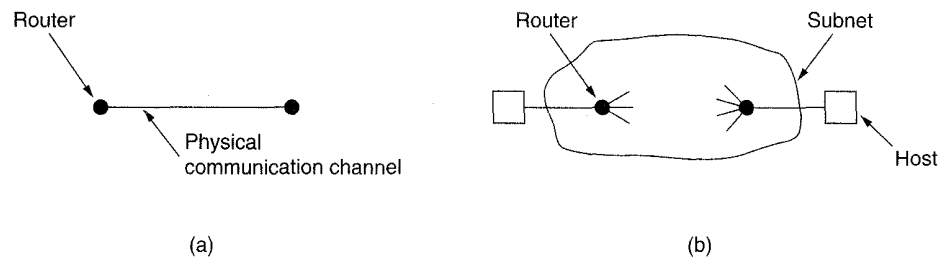 Router
Physical
communication channel
(a)
Router
Subnet
Host
(b)